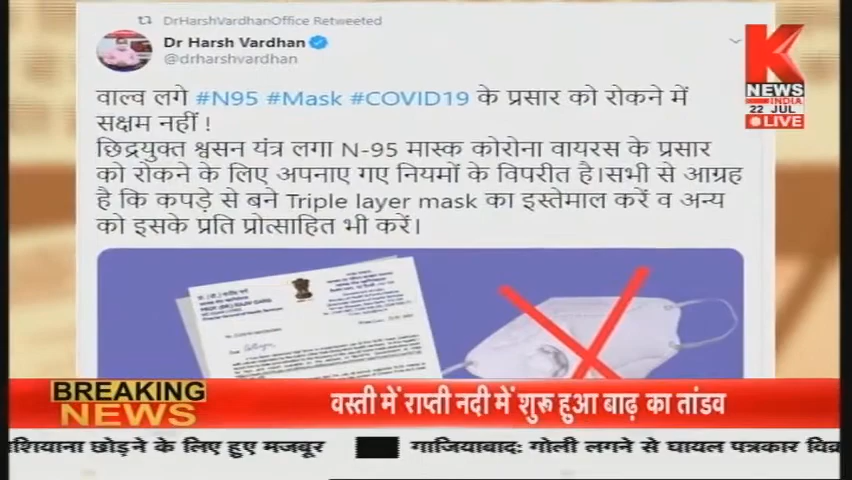 DrHarshVardhanOffice Retweeted
Dr Harsh Vardhan
@drharshvardhan
वाल्व लगे #N95 #Mask #COVID19 के प्रसार को रोकने में
सक्षम नहीं !
छिद्रयुक्त श्वसन यंत्र लगा N-95 मास्क कोरोना वायरस के प्रसार
को रोकने के लिए अपनाए गए नियमों के विपरीत है।सभी से आग्रह
है कि कपड़े से बने Triple layer mask का इस्तेमाल करें व अन्य
को इसके प्रति प्रोत्साहित भी करें।
K
NEWS
INDIA
22 JUL
LIVE
BREAKING
NEWS
वस्ती में राप्ती नदी में शुरू हुआ बाढ़ का तांडव
शियाना छोड़ने के लिए हुए मजबूर
गाजियाबाद: गोली लगने से घायल पत्रकार विक्र